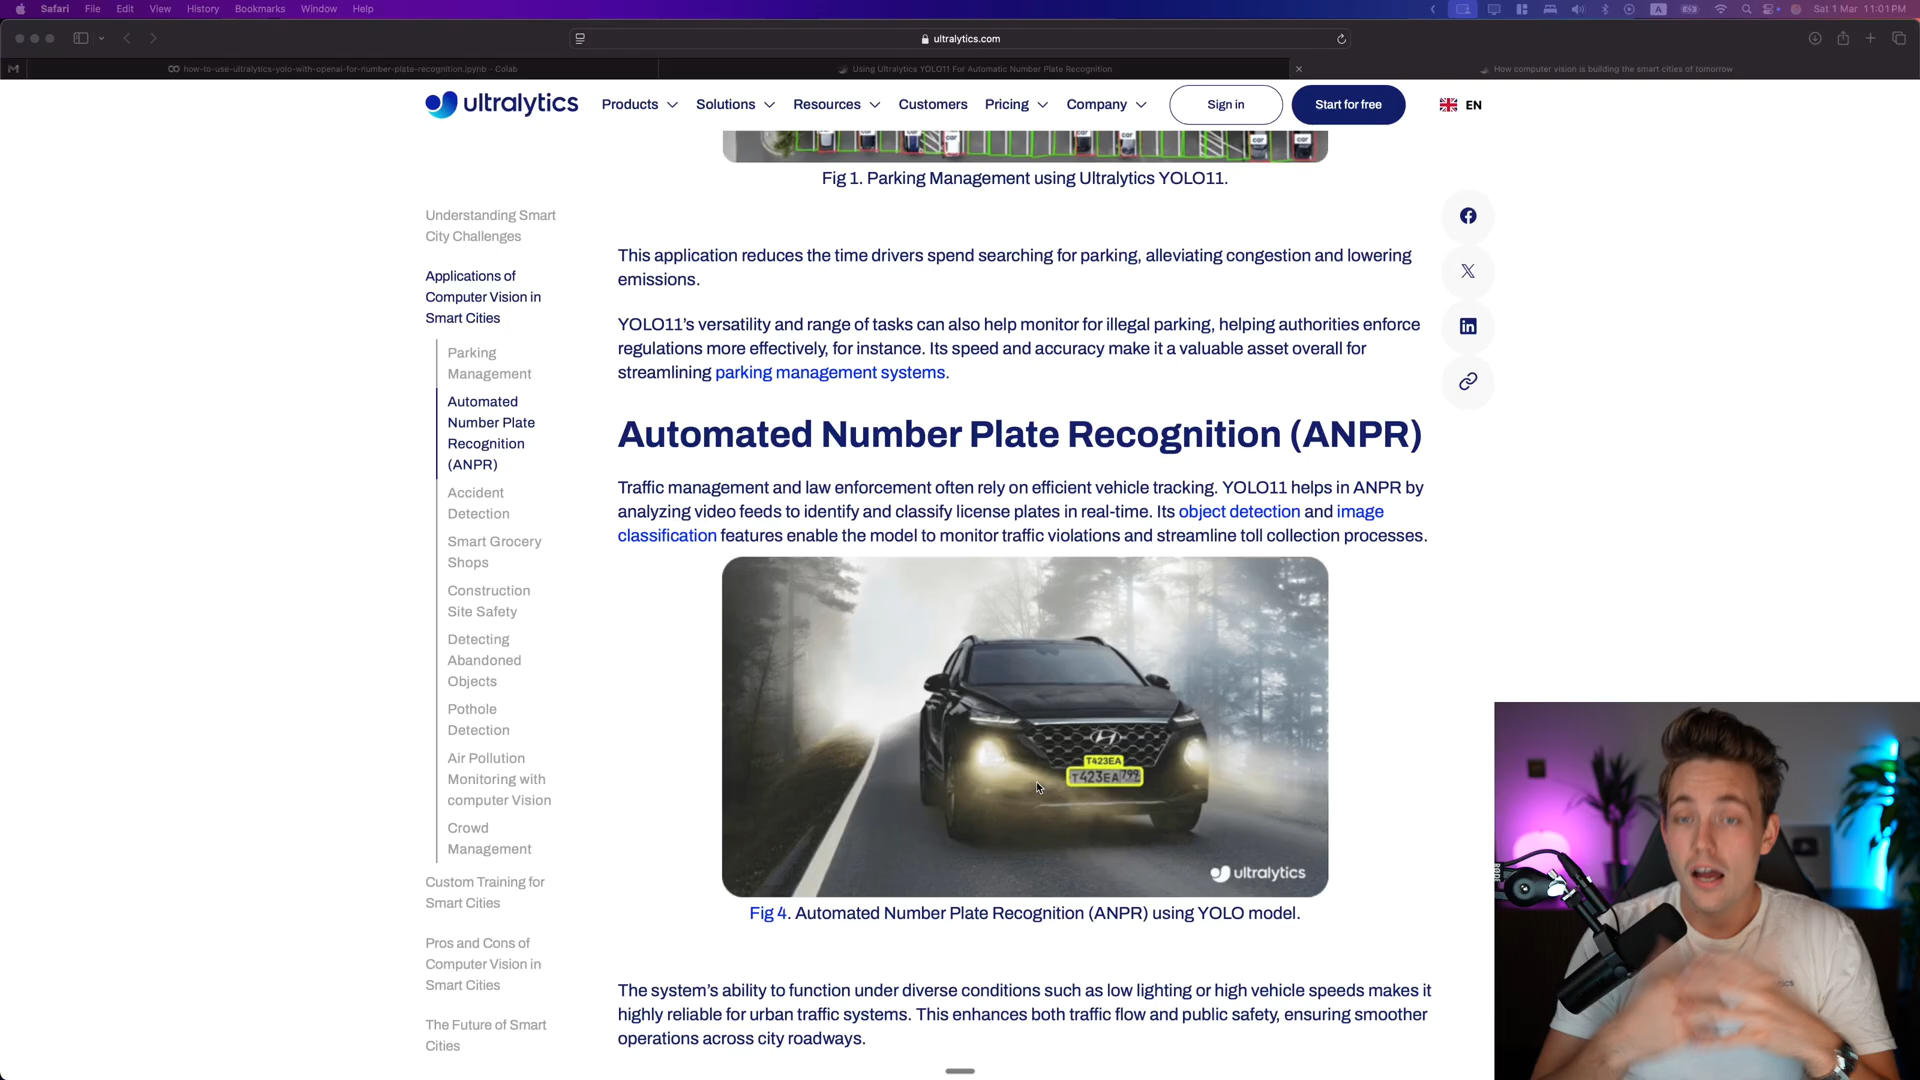 Safari File Edit View History Bookmarks Window Help
A
Sat 1 Mar 11:01 PM
ultralytics.com
M
how-to-use-ultralytics-yolo-with-openai-for-number-plate-recognition.ipynb - Colab
Using Ultralytics YOLO11 For Automatic Number Plate Recognition
How computer vision is building the smart cities of tomorrow
ultralytics
Products
Solutions
Resources
Customers
Pricing
Company
Sign in
Start for free
EN
car
car
car
car
car
car
Fig 1. Parking Management using Ultralytics YOLO11.
Understanding Smart
City Challenges
Applications of
Computer Vision in
Smart Cities
Parking
Management
Automated
Number Plate
Recognition
(ANPR)
Accident
Detection
Smart Grocery
Shops
Construction
Site Safety
Detecting
Abandoned
Objects
Pothole
Detection
Air Pollution
Monitoring with
computer Vision
Crowd
Management
Custom Training for
Smart Cities
Pros and Cons of
Computer Vision in
Smart Cities
The Future of Smart
Cities
This application reduces the time drivers spend searching for parking, alleviating congestion and lowering
emissions.
YOLO11’s versatility and range of tasks can also help monitor for illegal parking, helping authorities enforce
regulations more effectively, for instance. Its speed and accuracy make it a valuable asset overall for
streamlining parking management systems.
Automated Number Plate Recognition (ANPR)
Traffic management and law enforcement often rely on efficient vehicle tracking. YOLO11 helps in ANPR by
analyzing video feeds to identify and classify license plates in real-time. Its object detection and image
classification features enable the model to monitor traffic violations and streamline toll collection processes.
T423EA
T423EA 799
ultralytics
Fig 4. Automated Number Plate Recognition (ANPR) using YOLO model.
The system’s ability to function under diverse conditions such as low lighting or high vehicle speeds makes it
highly reliable for urban traffic systems. This enhances both traffic flow and public safety, ensuring smoother
operations across city roadways.